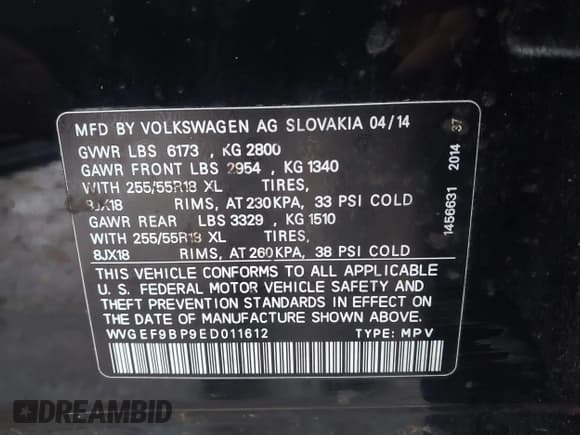 MFD BY VOLKSWAGEN AG SLOVAKIA 04/14
GVWR LBS 6173 , KG 2800
GAWR FRONT LBS 2954 , KG 1340
WITH 255/55R18 XL TIRES,
8JX18 RIMS, AT 230KPA, 33 PSI COLD
GAWR REAR LBS 3329 , KG 1510
WITH 255/55R18 XL TIRES,
8JX18 RIMS, AT 260KPA, 38 PSI COLD
THIS VEHICLE CONFORMS TO ALL APPLICABLE
U. S. FEDERAL MOTOR VEHICLE SAFETY AND
THEFT PREVENTION STANDARDS IN EFFECT ON
THE DATE OF MANUFACTURE SHOWN ABOVE.
WVGEF9BP9ED011612 TYPE: MPV
1456631 2014 37
DREAMBID